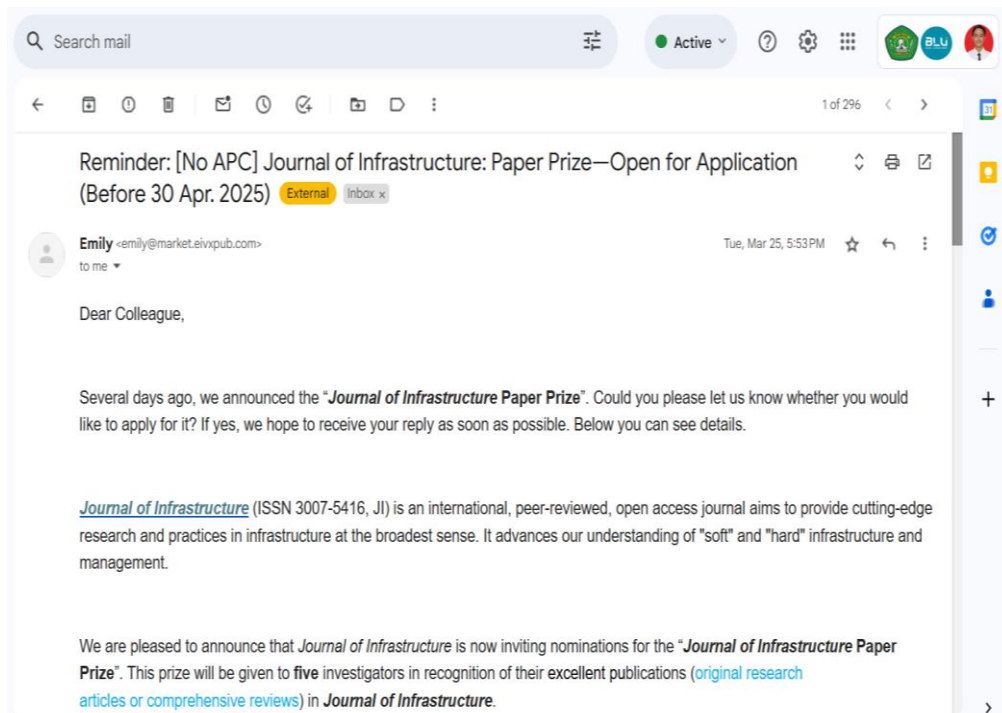 Search mail
Active
BLU
1 of 296
31
Reminder: [No APC] Journal of Infrastructure: Paper Prize—Open for Application
(Before 30 Apr. 2025) External Inbox x
Emily <emily@market.eivxpub.com>
Tue, Mar 25, 5:53 PM
to me
Dear Colleague,
Several days ago, we announced the “Journal of Infrastructure Paper Prize”. Could you please let us know whether you would
like to apply for it? If yes, we hope to receive your reply as soon as possible. Below you can see details.
Journal of Infrastructure (ISSN 3007-5416, JI) is an international, peer-reviewed, open access journal aims to provide cutting-edge
research and practices in infrastructure at the broadest sense. It advances our understanding of "soft" and "hard" infrastructure and
management.
We are pleased to announce that Journal of Infrastructure is now inviting nominations for the “Journal of Infrastructure Paper
Prize”. This prize will be given to five investigators in recognition of their excellent publications (original research
articles or comprehensive reviews) in Journal of Infrastructure.